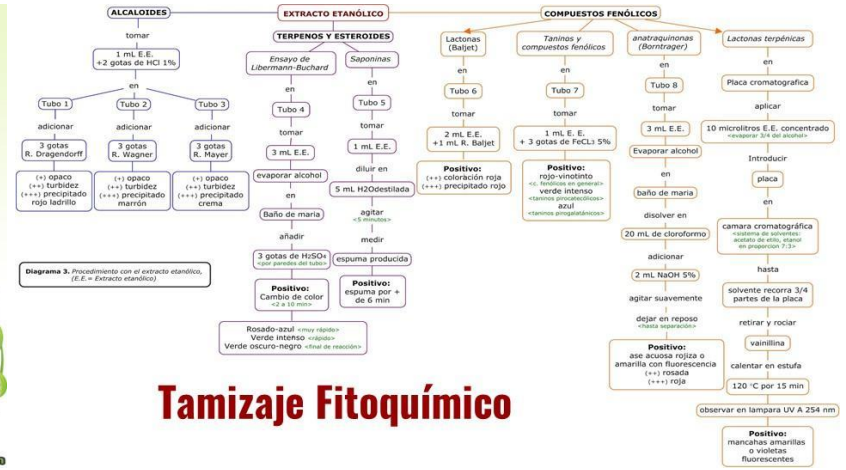 ALCALOIDES
tomar
1 mL E.E.
+2 gotas de HCl 1%
en
Tubo 1
adicionar
3 gotas
R. Dragendorff
(+) opaco
(++) turbidez
(+++) precipitado
rojo ladrillo
Tubo 2
adicionar
3 gotas
R. Wagner
(+) opaco
(++) turbidez
(+++) precipitado
marrón
Tubo 3
adicionar
3 gotas
R. Mayer
(+) opaco
(++) turbidez
(+++) precipitado
crema
Diagrama 3. Procedimiento con el extracto etanólico,
(E.E.= Extracto etanólico)
EXTRACTO ETANÓLICO
TERPENOS Y ESTEROIDES
Ensayo de
Libermann-Buchard
en
Tubo 4
tomar
3 mL E.E.
evaporar alcohol
en
Baño de maria
añadir
3 gotas de H2SO4
<por paredes del tubo>
Positivo:
Cambio de color
<2 a 10 min>
Rosado-azul <muy rápido>
Verde intenso <rápido>
Verde oscuro-negro <final de reacción>
Saponinas
en
Tubo 5
tomar
1 mL E.E.
diluir en
5 mL H2Odestilada
agitar
<5 minutos>
medir
espuma producida
Positivo:
espuma por +
de 6 min
COMPUESTOS FENÓLICOS
Lactonas
(Baljet)
en
Tubo 6
tomar
2 mL E.E.
+1 mL R. Baljet
Positivo:
(++) coloración roja
(+++) precipitado rojo
Taninos y
compuestos fenólicos
en
Tubo 7
tomar
1 mL E. E.
+ 3 gotas de FeCL3 5%
Positivo:
rojo-vinotinto
<c. fenólicos en general>
verde intenso
<taninos pirocatecólicos>
azul
<taninos pirogalatánicos>
anatraquinonas
(Borntrager)
en
Tubo 8
tomar
3 mL E.E.
Evaporar alcohol
en
baño de maria
disolver en
20 mL de cloroformo
adicionar
2 mL NaOH 5%
agitar suavemente
dejar en reposo
<hasta separación>
Positivo:
ase acuosa rojiza o
amarilla con fluorescencia
(++) rosada
(+++) roja
Lactonas terpénicas
en
Placa cromatografica
aplicar
10 microlitros E.E. concentrado
<evaporar 3/4 del alcohol>
Introducir
placa
en
camara cromatográfica
<sistema de solventes:
acetato de etilo, etanol
en proporcion 7:3>
hasta
solvente recorra 3/4
partes de la placa
retirar y rociar
vainillina
calentar en estufa
120 °C por 15 min
observar en lampara UV A 254 nm
Positivo:
mancahas amarillas
o violetas
fluorescentes
Tamizaje Fitoquímico